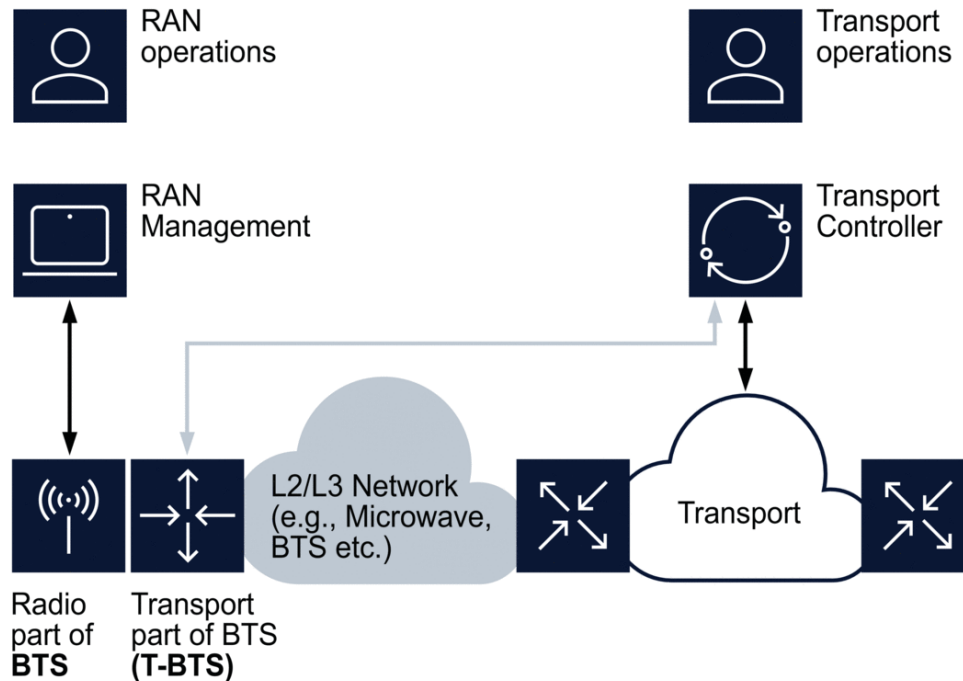 RAN
operations
Transport
operations
RAN
Management
Transport
Controller
L2/L3 Network
(e.g., Microwave,
BTS etc.)
Transport
Radio
part of
BTS
Transport
part of BTS
(T-BTS)